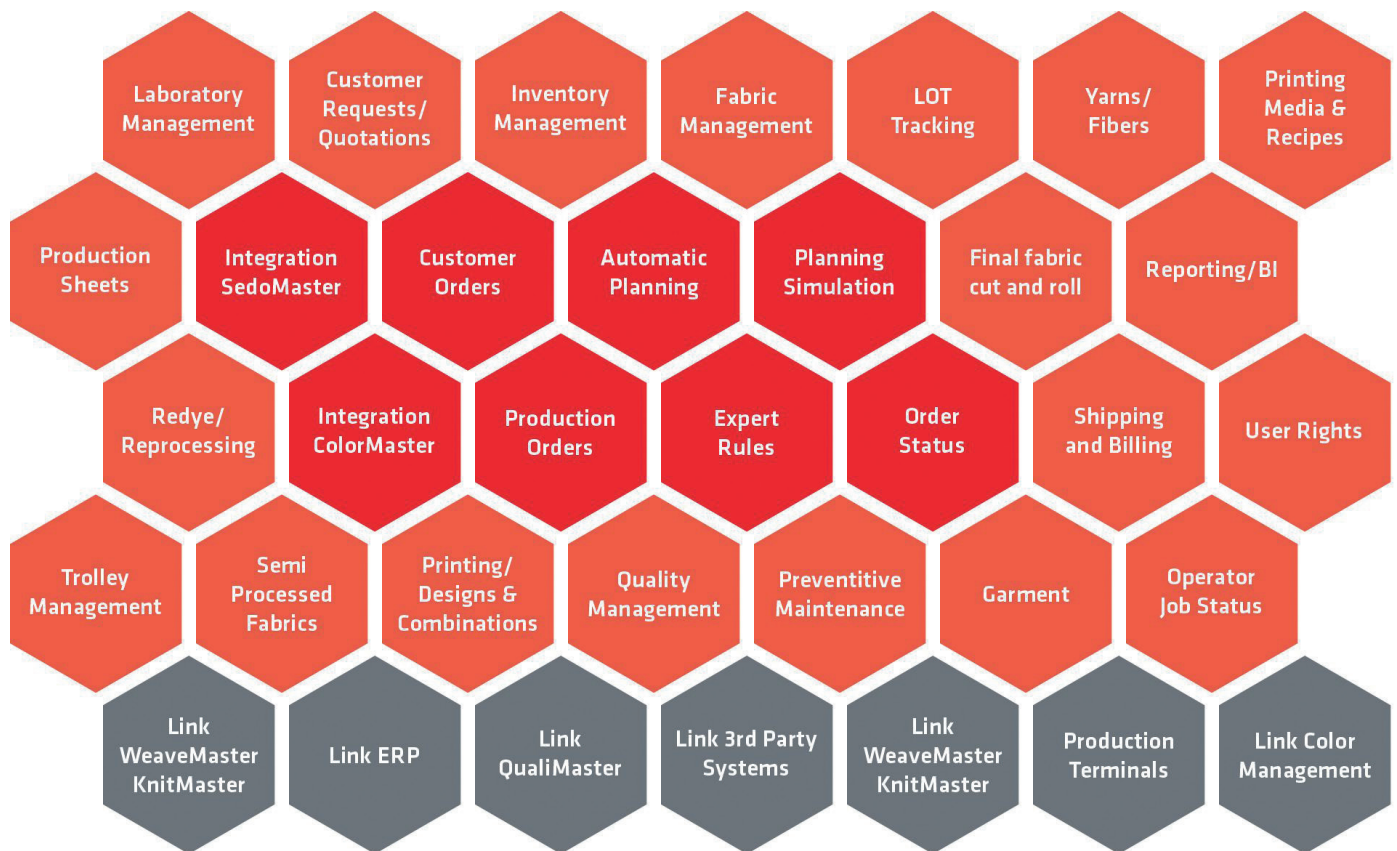 Laboratory
Management
Customer
Requests/
Quotations
Inventory
Management
Fabric
Management
LOT
Tracking
Yarns/
Fibers
Printing
Media &
Recipes
Production
Sheets
Integration
SedoMaster
Customer
Orders
Automatic
Planning
Planning
Simulation
Final fabric
cut and roll
Reporting/BI
Redye/
Reprocessing
Integration
ColorMaster
Production
Orders
Expert
Rules
Order
Status
Shipping
and Billing
User Rights
Trolley
Management
Semi
Processed
Fabrics
Printing/
Designs &
Combinations
Quality
Management
Preventitive
Maintenance
Garment
Operator
Job Status
Link
WeaveMaster
KnitMaster
Link ERP
Link
QualiMaster
Link 3rd Party
Systems
Link
WeaveMaster
KnitMaster
Production
Terminals
Link Color
Management